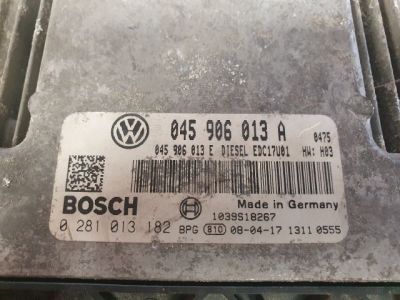 045 906 013 A 0475
045 906 013 E DIESEL EDC17U01 HW: H03
BOSCH Made in Germany
1039S18267
0 281 013 182 BPG 810 08-04-17 1311 0555